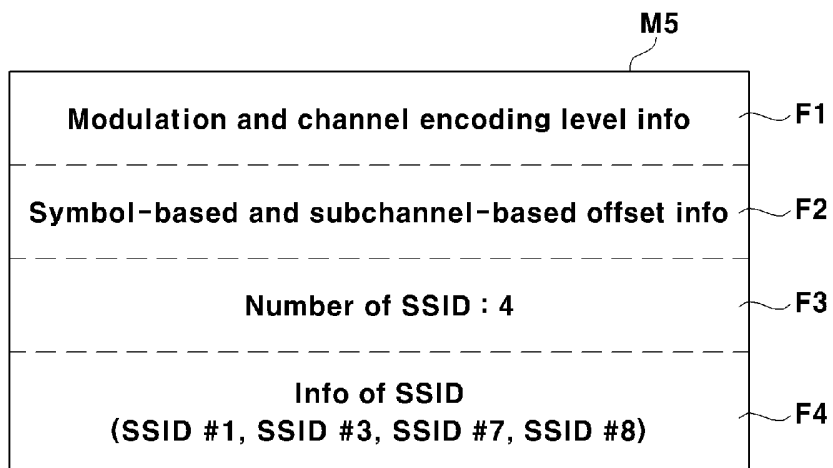 M5
Modulation and channel encoding level info
F1
Symbol-based and subchannel-based offset info
F2
Number of SSID : 4
F3
Info of SSID
(SSID #1, SSID #3, SSID #7, SSID #8)
F4